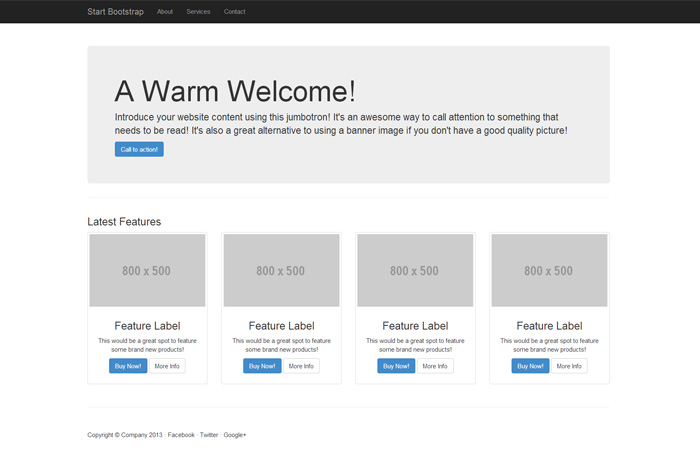 Start Bootstrap About Services Contact
A Warm Welcome!
Introduce your website content using this jumbotron! It's an awesome way to call attention to something that
needs to be read! It's also a great alternative to using a banner image if you don't have a good quality picture!
Call to action!
Latest Features
800 x 500
Feature Label
This would be a great spot to feature
some brand new products!
Buy Now! More Info
800 x 500
Feature Label
This would be a great spot to feature
some brand new products!
Buy Now! More Info
800 x 500
Feature Label
This would be a great spot to feature
some brand new products!
Buy Now! More Info
800 x 500
Feature Label
This would be a great spot to feature
some brand new products!
Buy Now! More Info
Copyright © Company 2013 · Facebook · Twitter · Google+